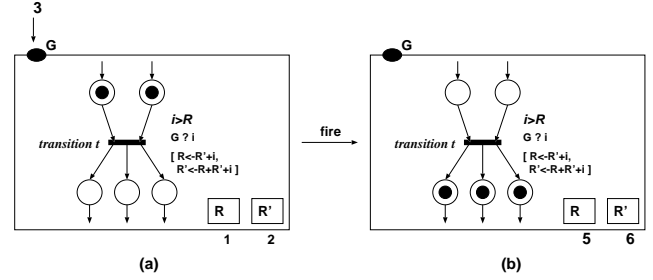 3
G
i>R
G ? i
transition t
[ R<-R'+i,
R'<-R+R'+i ]
R
R'
1
2
(a)
fire
G
i>R
G ? i
transition t
[ R<-R'+i,
R'<-R+R'+i ]
R
R'
5
6
(b)